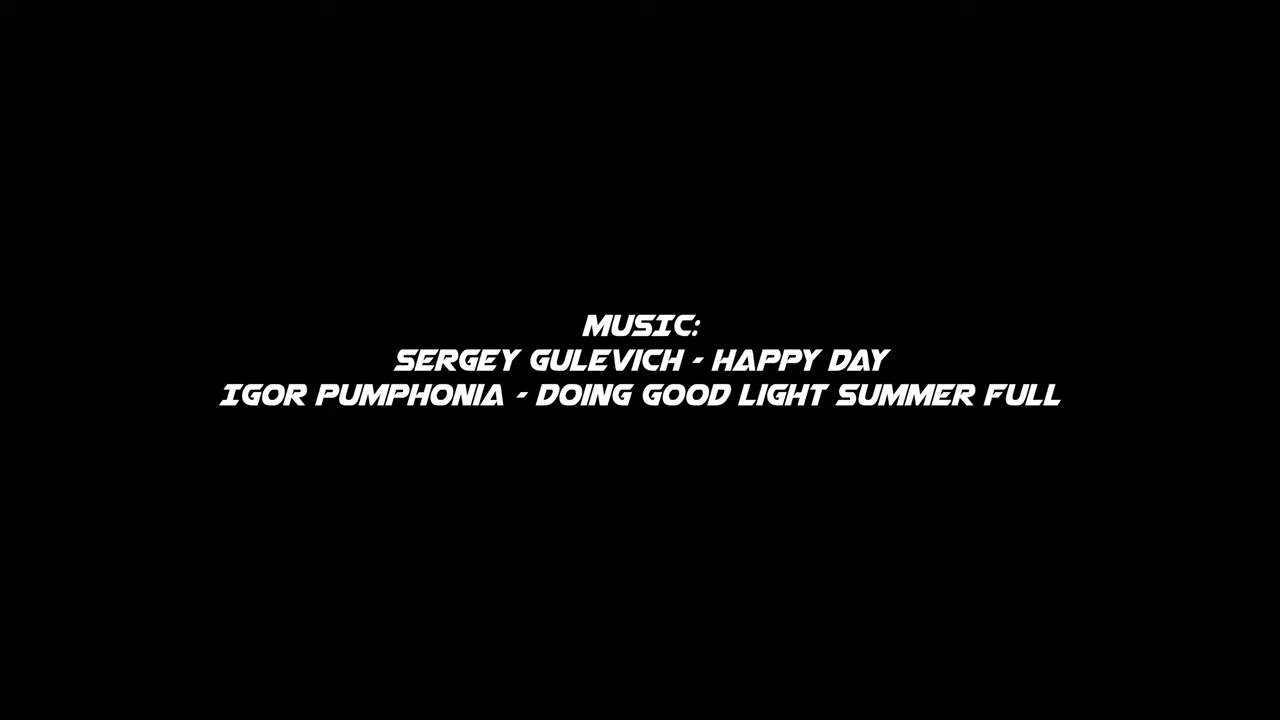 MUSIC:
SERGEY GULEVICH - HAPPY DAY
IGOR PUMPHONIA - DOING GOOD LIGHT SUMMER FULL